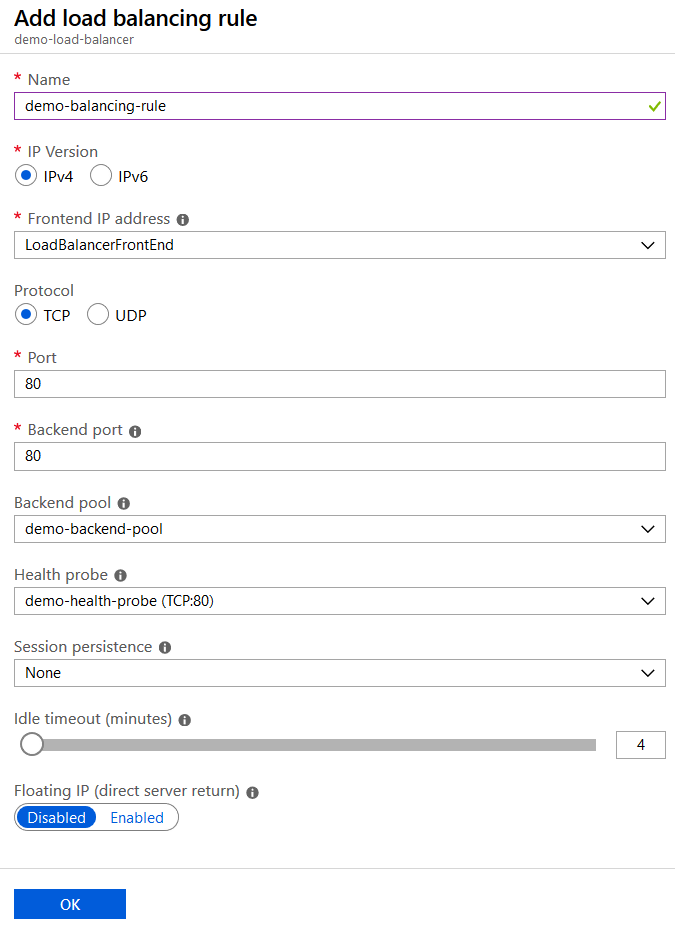 Add load balancing rule
demo-load-balancer
* Name
demo-balancing-rule
* IP Version
IPv4 IPv6
* Frontend IP address
LoadBalancerFrontEnd
Protocol
TCP UDP
* Port
80
* Backend port
80
Backend pool
demo-backend-pool
Health probe
demo-health-probe (TCP:80)
Session persistence
None
Idle timeout (minutes)
4
Floating IP (direct server return)
Disabled Enabled
OK